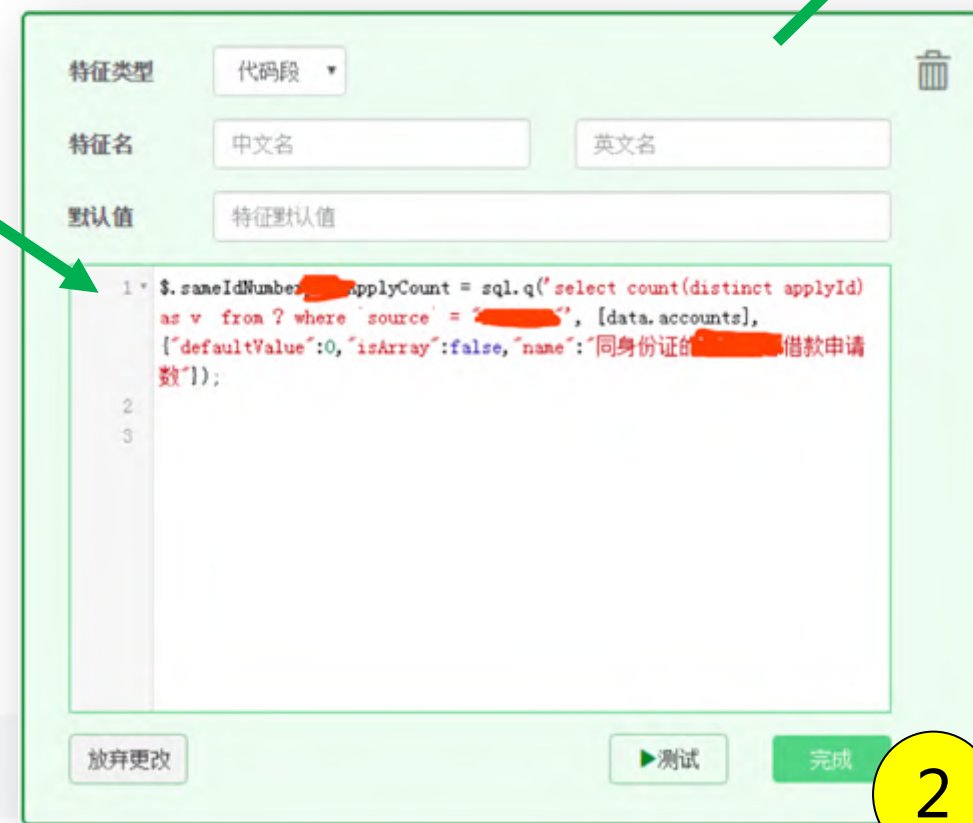 特征类型 代码段
特征名 中文名 英文名
默认值 特征默认值
1 $.sameIdNumber ApplyCount = sql.q('select count(distinct applyId)
as v from ? where `source` = "", [data.accounts],
{"defaultValue":0,"isArray":false,"name":"同身份证的 借款申请
数"});
2
3
放弃更改 测试 完成
2